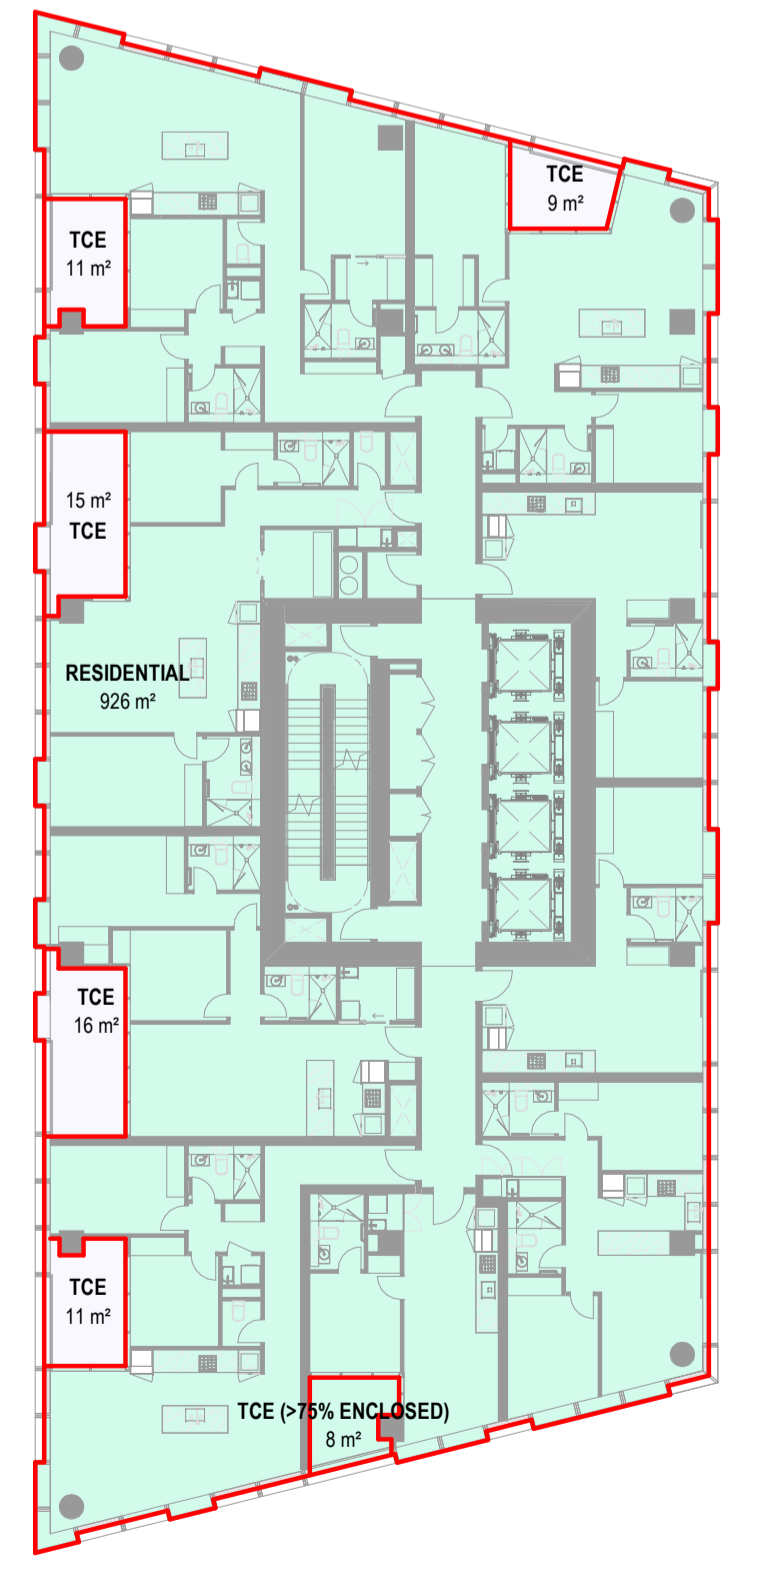 TCE
9 m²
TCE
11 m²
15 m²
TCE
RESIDENTIAL
926 m²
TCE
16 m²
TCE
11 m²
TCE (>75% ENCLOSED)
8 m²